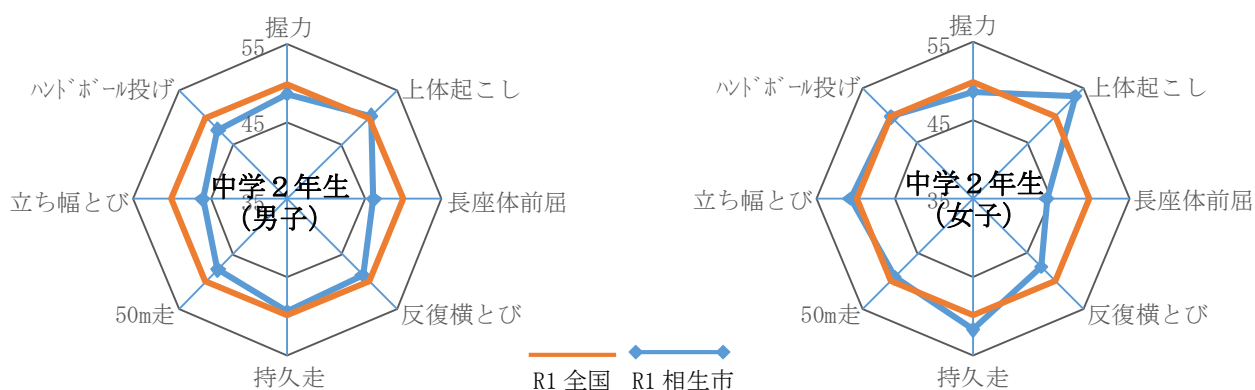 握力
55
ﾊﾝﾄﾞﾎﾞｰﾙ投げ
上体起こし
45
立ち幅とび
35
中学２年生
(男子)
長座体前屈
50m走
反復横とび
持久走
握力
55
ﾊﾝﾄﾞﾎﾞｰﾙ投げ
上体起こし
45
立ち幅とび
35
中学２年生
(女子)
長座体前屈
50m走
反復横とび
持久走
R1 全国
R1 相生市